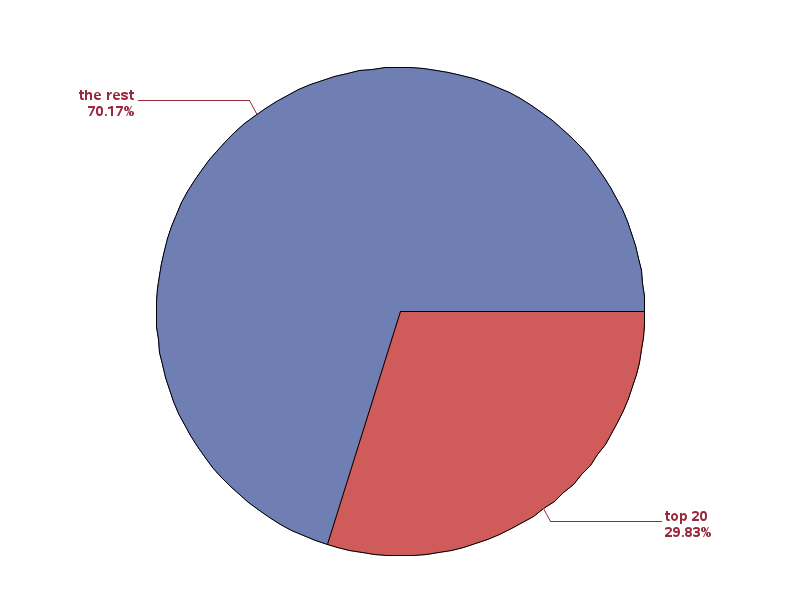 the rest
70.17%
top 20
29.83%